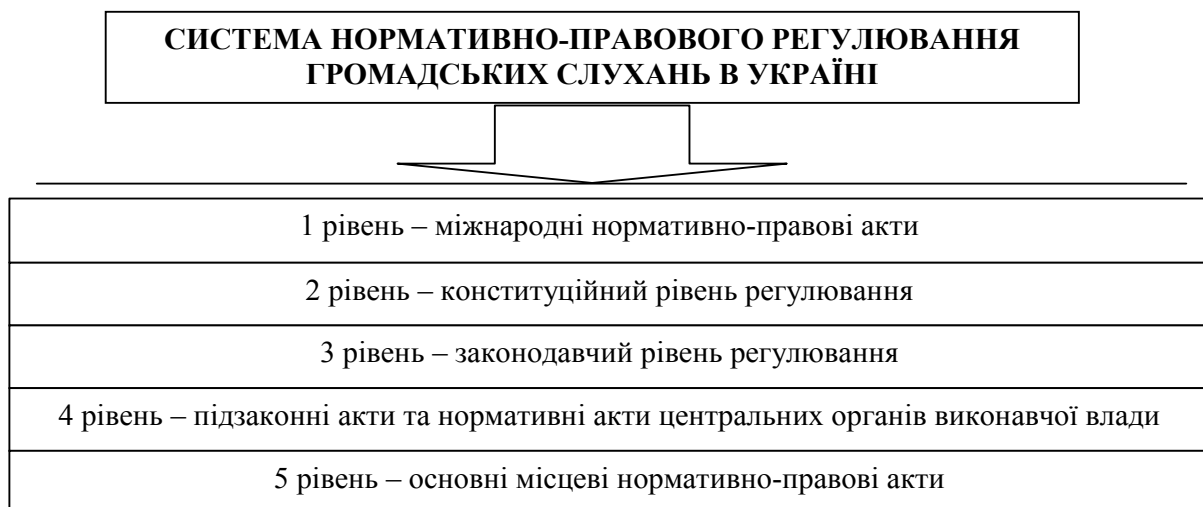 СИСТЕМА НОРМАТИВНО-ПРАВОВОГО РЕГУЛЮВАННЯ
ГРОМАДСЬКИХ СЛУХАНЬ В УКРАЇНІ
1 рівень – міжнародні нормативно-правові акти
2 рівень – конституційний рівень регулювання
3 рівень – законодавчий рівень регулювання
4 рівень – підзаконні акти та нормативні акти центральних органів виконавчої влади
5 рівень – основні місцеві нормативно-правові акти